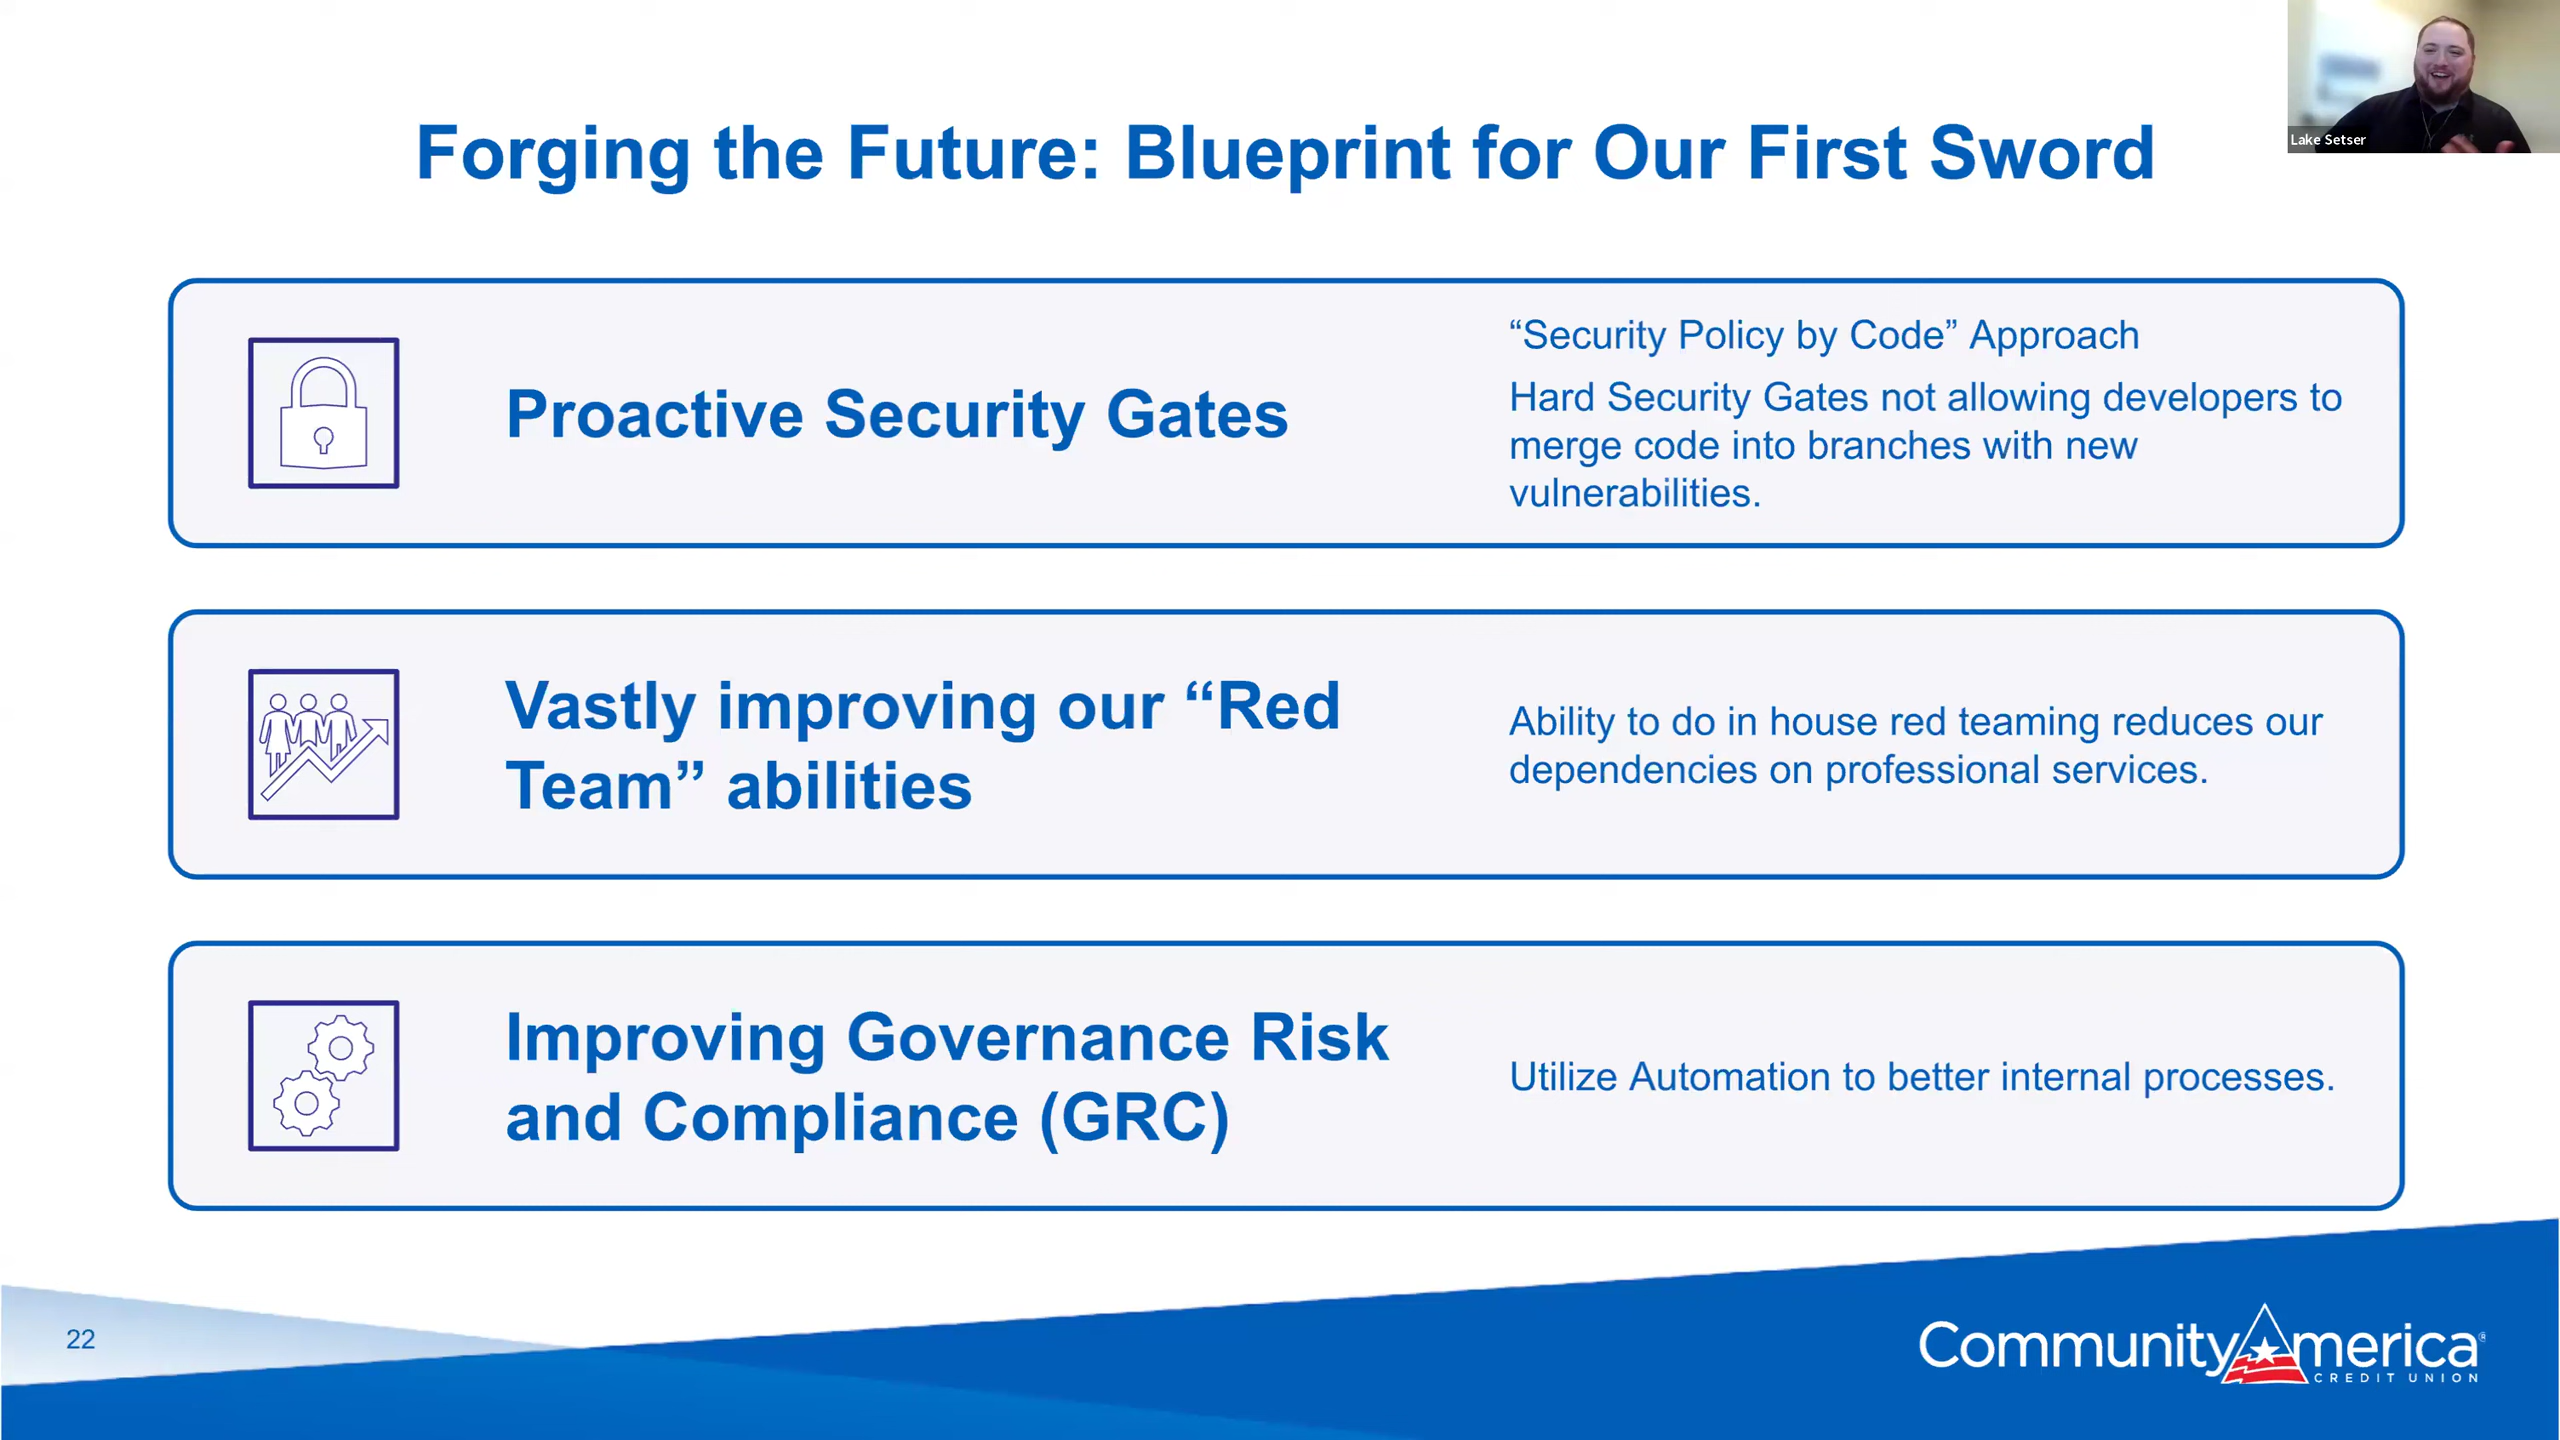 Lake Setser
Forging the Future: Blueprint for Our First Sword
Proactive Security Gates
“Security Policy by Code” Approach
Hard Security Gates not allowing developers to
merge code into branches with new
vulnerabilities.
Vastly improving our “Red
Team” abilities
Ability to do in house red teaming reduces our
dependencies on professional services.
Improving Governance Risk
and Compliance (GRC)
Utilize Automation to better internal processes.
22
CommunityAmerica®
CREDIT UNION